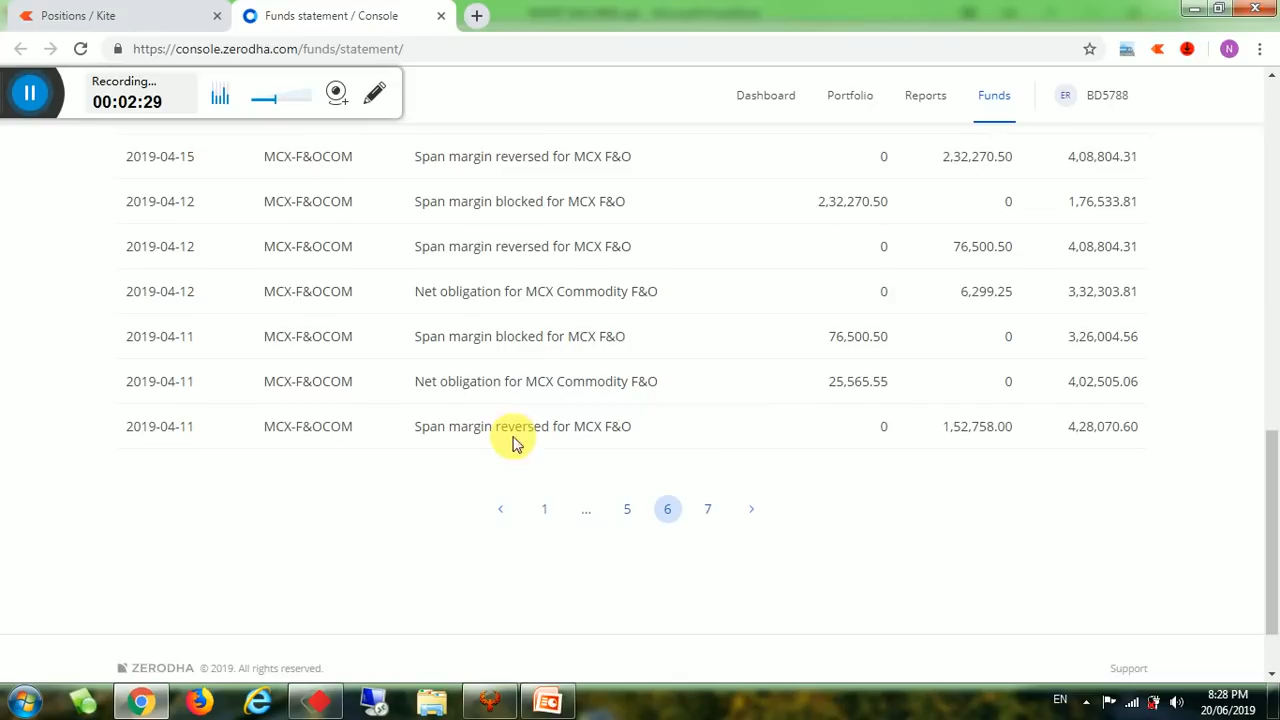 Positions / Kite
Funds statement / Console
https://console.zerodha.com/funds/statement/
N
Recording...
00:02:29
Dashboard Portfolio Reports Funds ER BD5788
2019-04-15 MCX-F&OCOM Span margin reversed for MCX F&O 0 2,32,270.50 4,08,804.31
2019-04-12 MCX-F&OCOM Span margin blocked for MCX F&O 2,32,270.50 0 1,76,533.81
2019-04-12 MCX-F&OCOM Span margin reversed for MCX F&O 0 76,500.50 4,08,804.31
2019-04-12 MCX-F&OCOM Net obligation for MCX Commodity F&O 0 6,299.25 3,32,303.81
2019-04-11 MCX-F&OCOM Span margin blocked for MCX F&O 76,500.50 0 3,26,004.56
2019-04-11 MCX-F&OCOM Net obligation for MCX Commodity F&O 25,565.55 0 4,02,505.06
2019-04-11 MCX-F&OCOM Span margin reversed for MCX F&O 0 1,52,758.00 4,28,070.60
1 ... 5 6 7
ZERODHA © 2019. All rights reserved. Support
EN
8:28 PM
20/06/2019